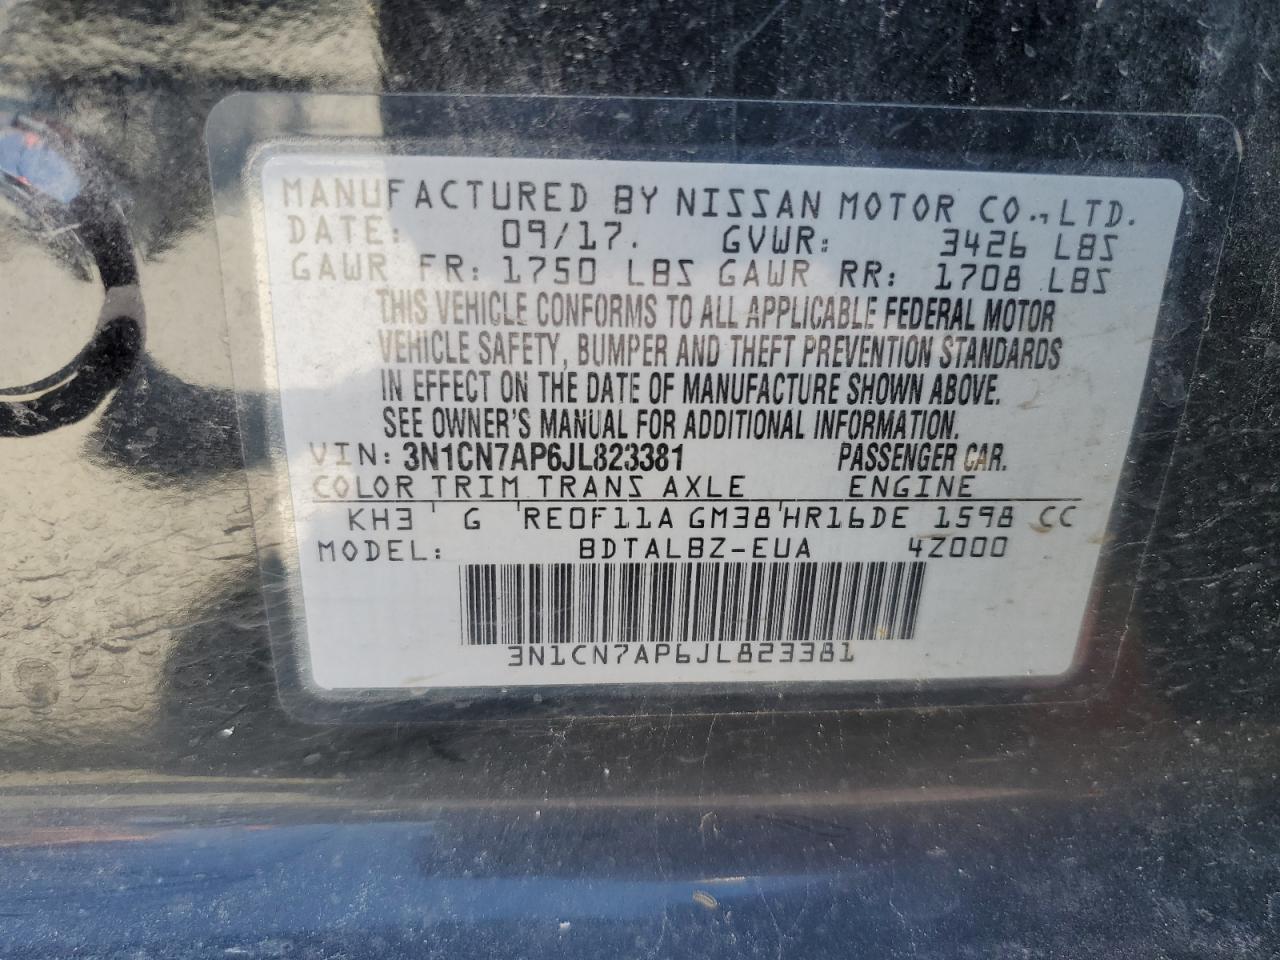 MANUFACTURED BY NISSAN MOTOR CO., LTD.
DATE: 09/17. GVWR: 3426 LBS
GAWR FR: 1750 LBS GAWR RR: 1708 LBS
THIS VEHICLE CONFORMS TO ALL APPLICABLE FEDERAL MOTOR
VEHICLE SAFETY, BUMPER AND THEFT PREVENTION STANDARDS
IN EFFECT ON THE DATE OF MANUFACTURE SHOWN ABOVE.
SEE OWNER'S MANUAL FOR ADDITIONAL INFORMATION.
VIN: 3N1CN7AP6JL823381 PASSENGER CAR.
COLOR TRIM TRANS AXLE ENGINE
KH3 G RE0F11A GM38 HR16DE 1598 CC
MODEL: BDTALBZ-EUA 4Z000
3N1CN7AP6JL823381